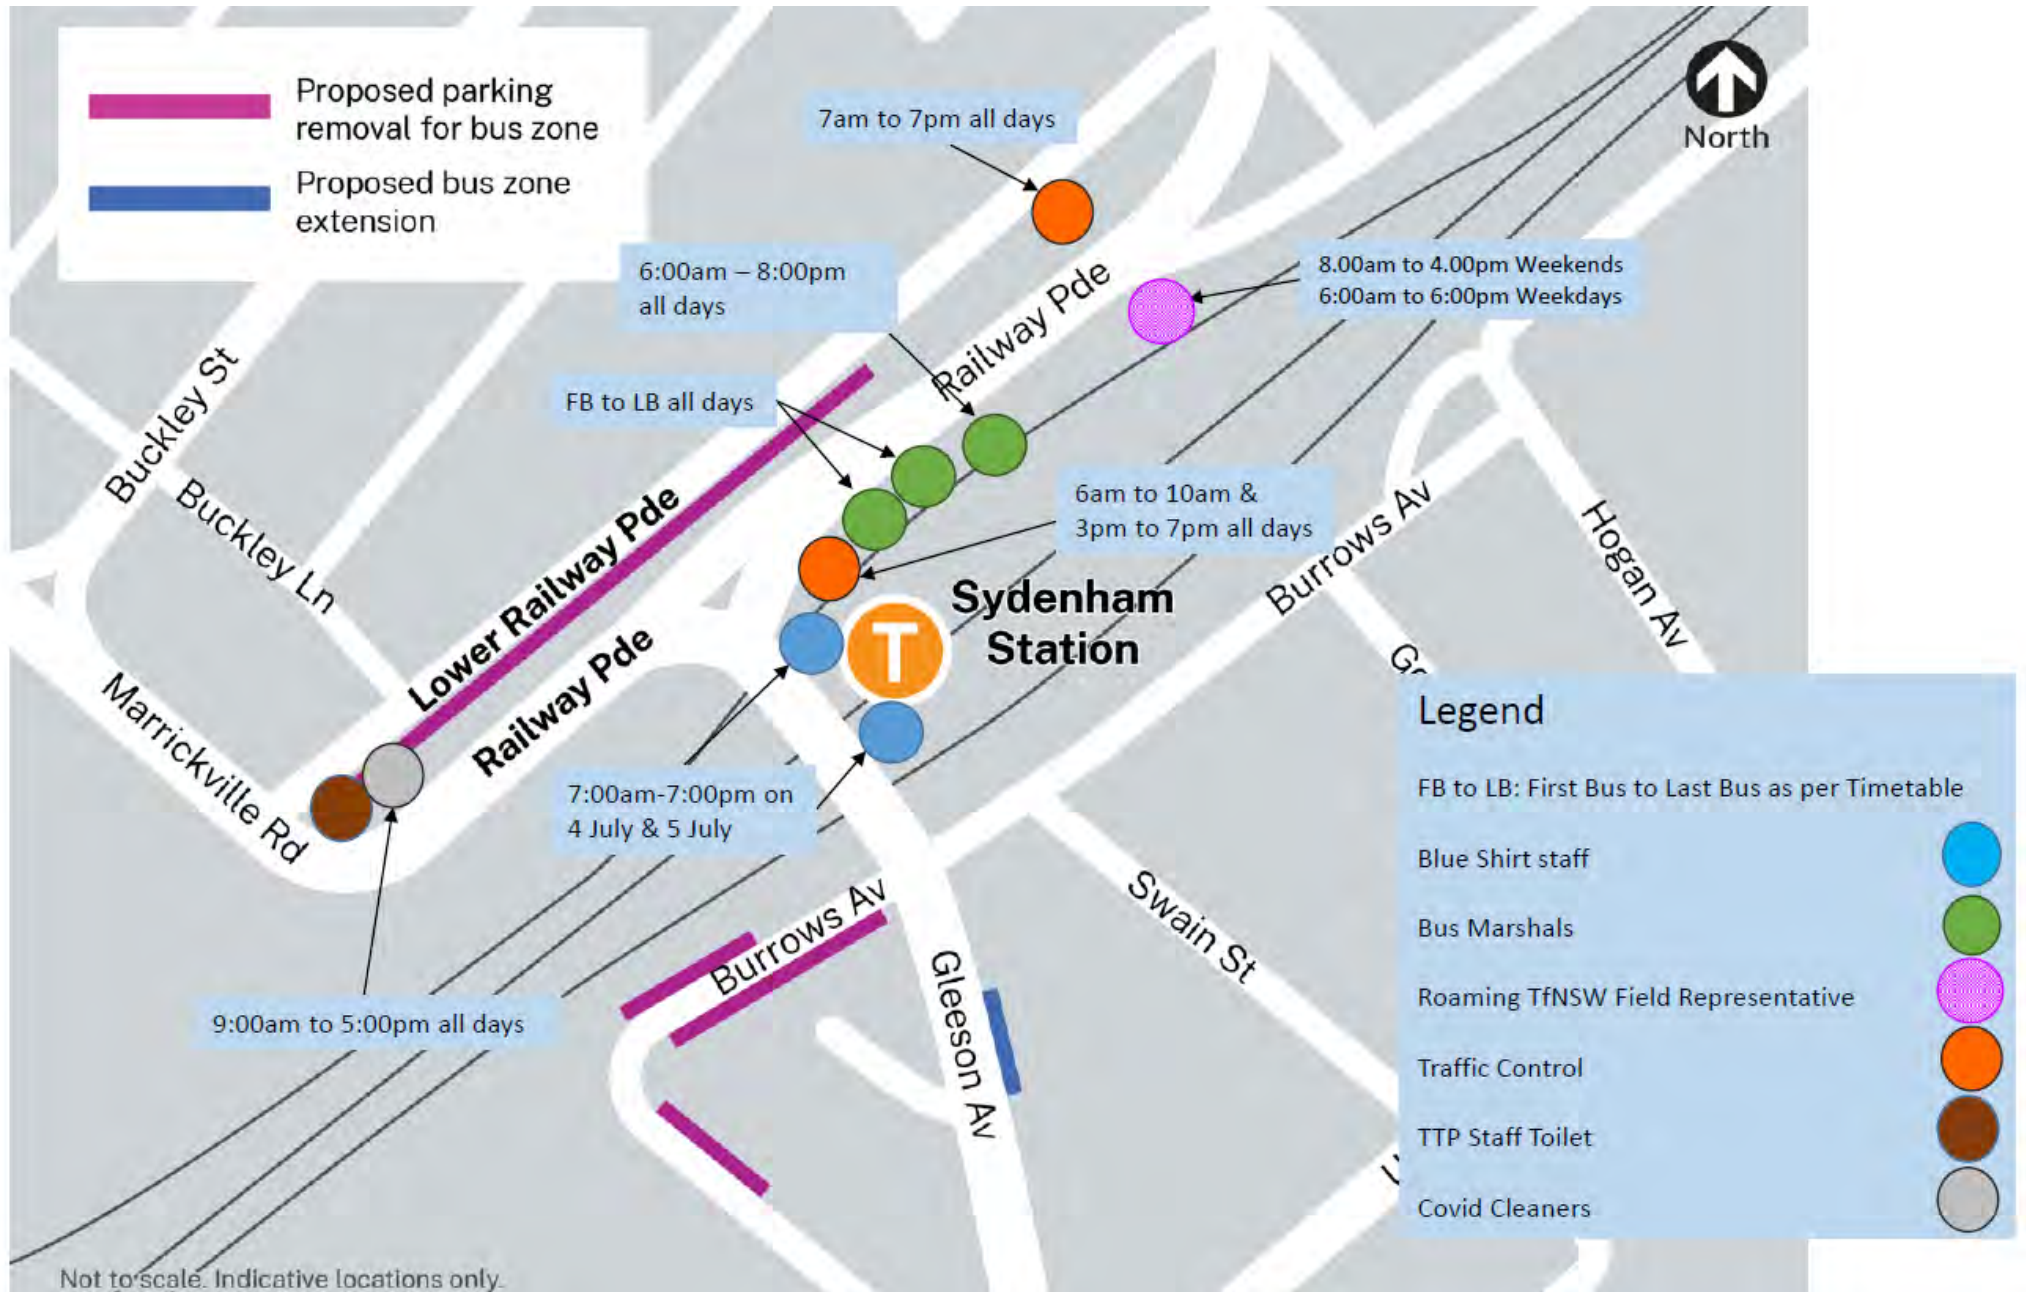 Proposed parking
removal for bus zone
Proposed bus zone
extension
7am to 7pm all days
North
6:00am – 8:00pm
all days
8.00am to 4.00pm Weekends
6:00am to 6:00pm Weekdays
Railway Pde
FB to LB all days
Buckley St
Buckley Ln
Lower Railway Pde
Railway Pde
6am to 10am &
3pm to 7pm all days
Burrows Av
Hogan Av
T
Sydenham
Station
Marrickville Rd
7:00am-7:00pm on
4 July & 5 July
Burrows Av
Swain St
Gleeson Av
9:00am to 5:00pm all days
Legend
FB to LB: First Bus to Last Bus as per Timetable
Blue Shirt staff
Bus Marshals
Roaming TfNSW Field Representative
Traffic Control
TTP Staff Toilet
Covid Cleaners
Not to scale. Indicative locations only.